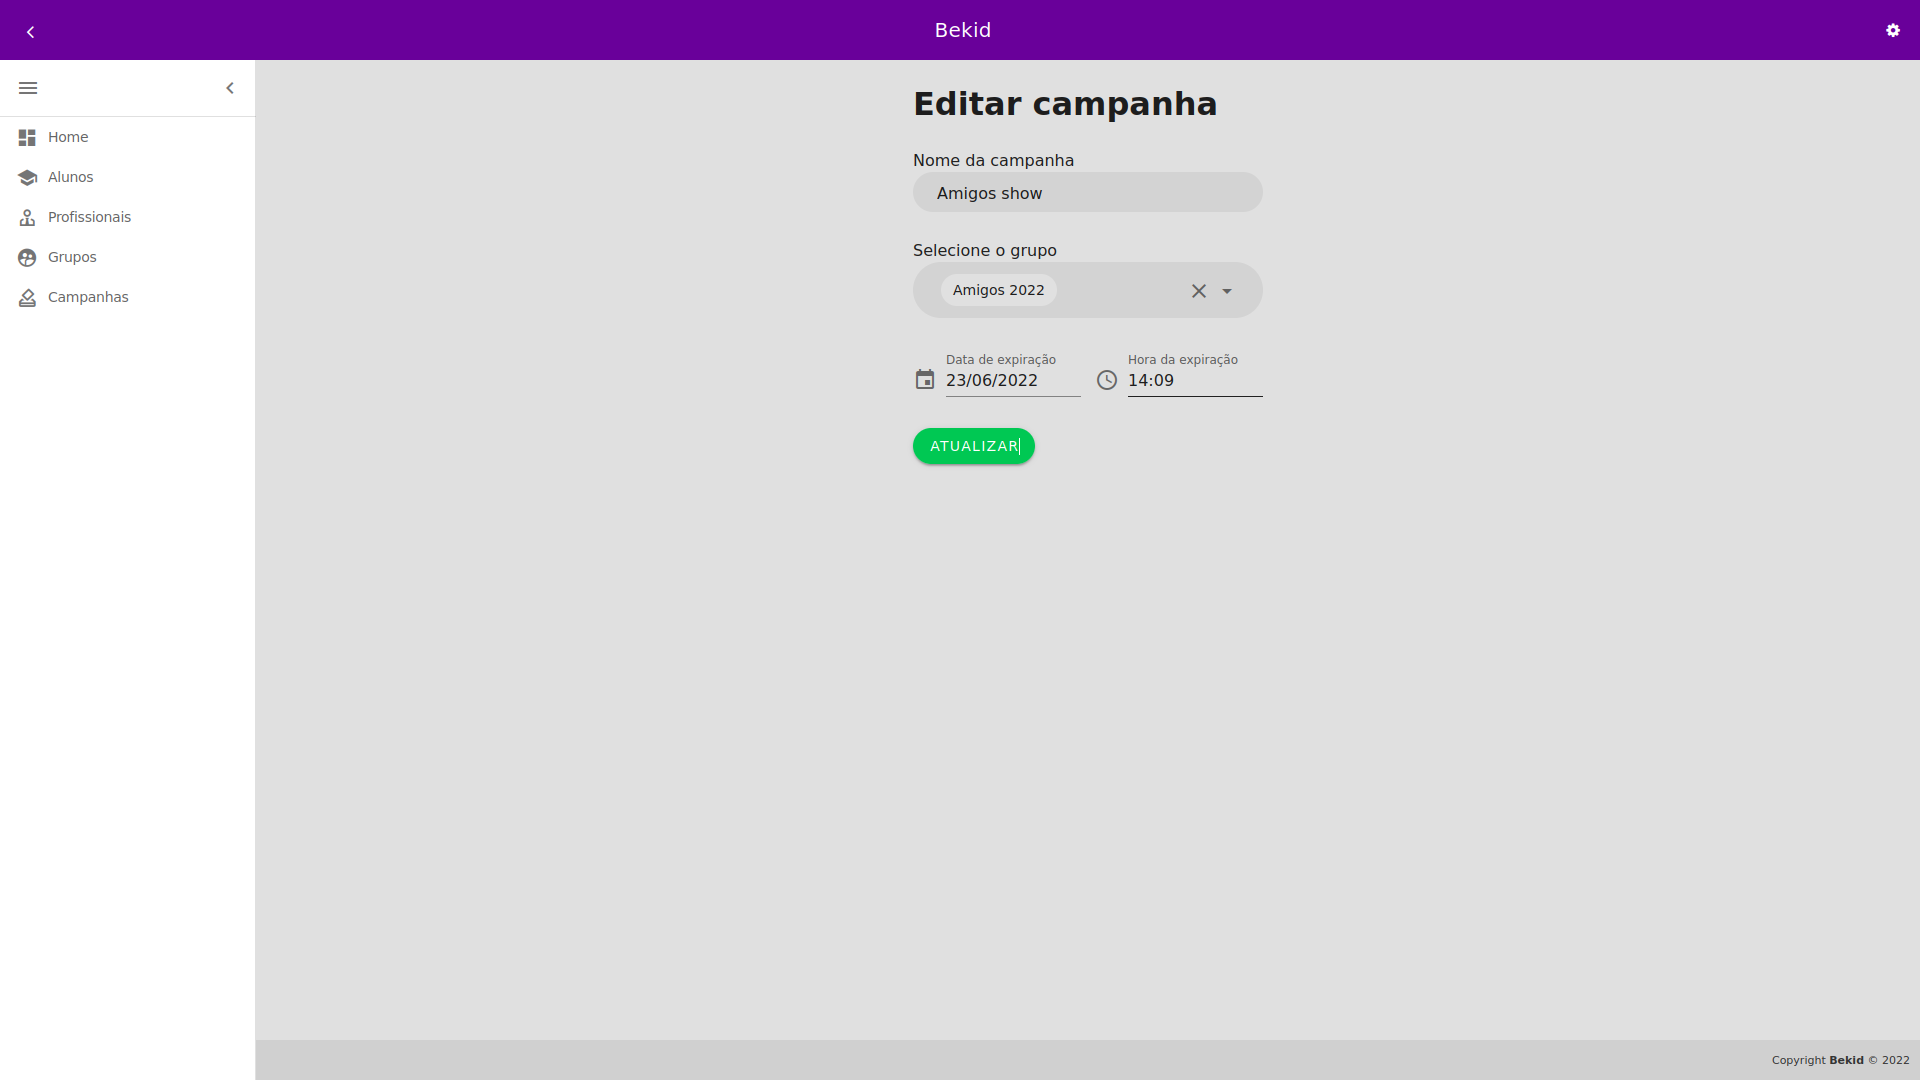 Bekid
Home
Alunos
Profissionais
Grupos
Campanhas
Editar campanha
Nome da campanha
Amigos show
Selecione o grupo
Amigos 2022
Data de expiração
23/06/2022
Hora da expiração
14:09
ATUALIZAR
Copyright Bekid © 2022